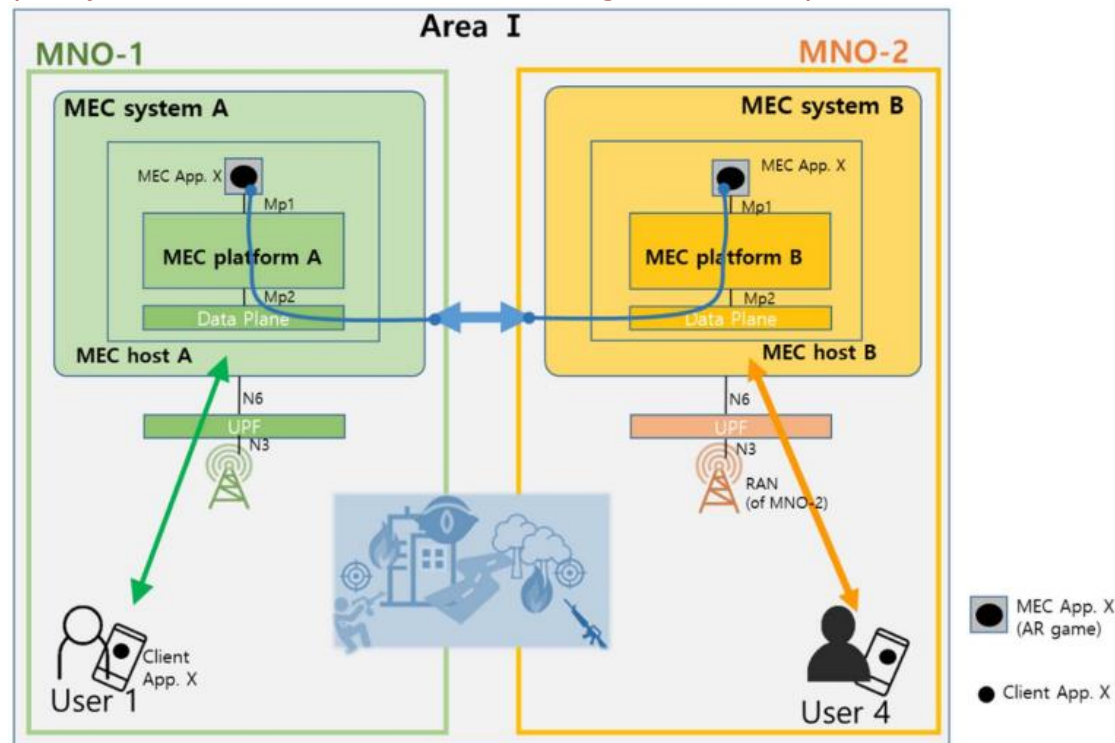 Area I
MNO-1
MNO-2
MEC system A
MEC App. X
Mp1
MEC platform A
Mp2
Data Plane
MEC host A
N6
UPF
N3
MEC system B
MEC App. X
Mp1
MEC platform B
Mp2
Data Plane
MEC host B
N6
UPF
N3
RAN
(of MNO-2)
Client
App. X
User 1
User 4
MEC App. X
(AR game)
Client App. X